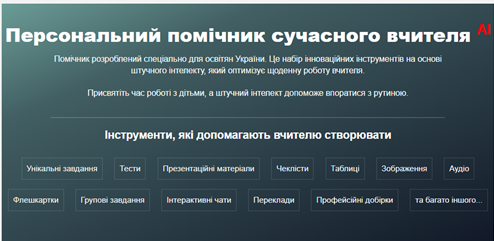 Персональний помічник сучасного вчителя AI
Помічник розроблений спеціально для освітян України. Це набір інноваційних інструментів на основі
штучного інтелекту, який оптимізує щоденну роботу вчителя.
Присвятіть час роботі з дітьми, а штучний інтелект допоможе впоратися з рутиною.
Інструменти, які допомагають вчителю створювати
Унікальні завдання Тести Презентаційні матеріали Чеклісти Таблиці Зображення Аудіо
Флешкартки Групові завдання Інтерактивні чати Переклади Профейсійні добірки та багато іншого...